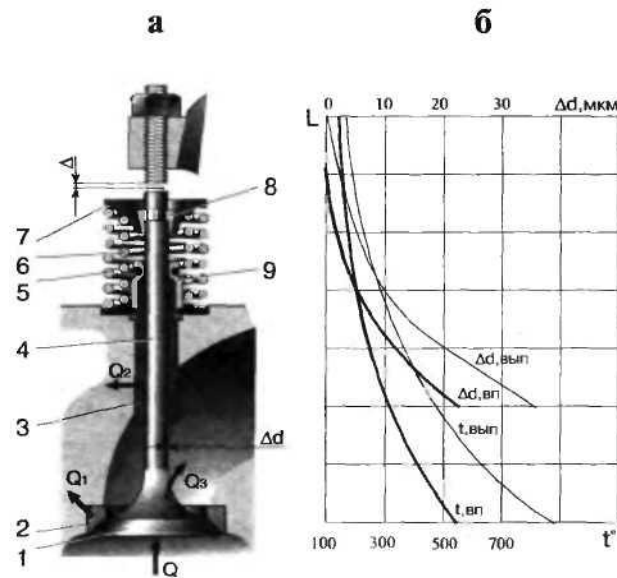 а
б
0 10 20 30 Δd, мкм
L
Δ
8
7
6
5
9
4
Q₂
3
Δd
Q₁
Q₃
2
1
Q
Δd, вып
Δd, вп
t, вып
t, вп
100 300 500 700 t°